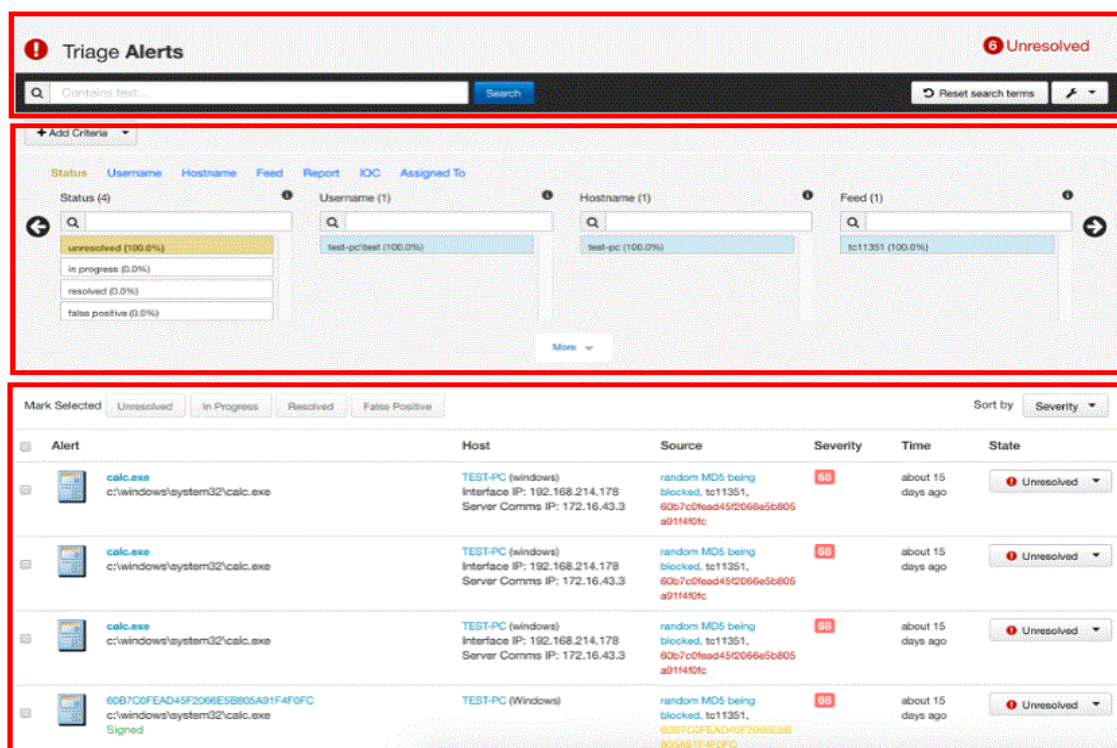 Triage Alerts
6 Unresolved
Contains text...
Search
Reset search terms
+ Add Criteria
Status Username Hostname Feed Report IOC Assigned To
Status (4)
Username (1)
Hostname (1)
Feed (1)
unresolved (100.0%)
test-pc\test (100.0%)
test-pc (100.0%)
tc11351 (100.0%)
in progress (0.0%)
resolved (0.0%)
false positive (0.0%)
More
Mark Selected Unresolved In Progress Resolved False Positive
Sort by Severity
Alert Host Source Severity Time State
calc.exe
c:\windows\system32\calc.exe
TEST-PC (windows)
Interface IP: 192.168.214.178
Server Comms IP: 172.16.43.3
random MD5 being
blocked, tc11351,
60b7c0fead45f2066e5b805
a91f4f0fc
68
about 15
days ago
Unresolved
calc.exe
c:\windows\system32\calc.exe
TEST-PC (windows)
Interface IP: 192.168.214.178
Server Comms IP: 172.16.43.3
random MD5 being
blocked, tc11351,
60b7c0fead45f2066e5b805
a91f4f0fc
68
about 15
days ago
Unresolved
calc.exe
c:\windows\system32\calc.exe
TEST-PC (windows)
Interface IP: 192.168.214.178
Server Comms IP: 172.16.43.3
random MD5 being
blocked, tc11351,
60b7c0fead45f2066e5b805
a91f4f0fc
68
about 15
days ago
Unresolved
60B7C0FEAD45F2066E5B805A91F4F0FC
c:\windows\system32\calc.exe
Signed
TEST-PC (Windows)
random MD5 being
blocked, tc11351,
60B7C0FEAD45F2066E5B
805A91F4F0FC
68
about 15
days ago
Unresolved